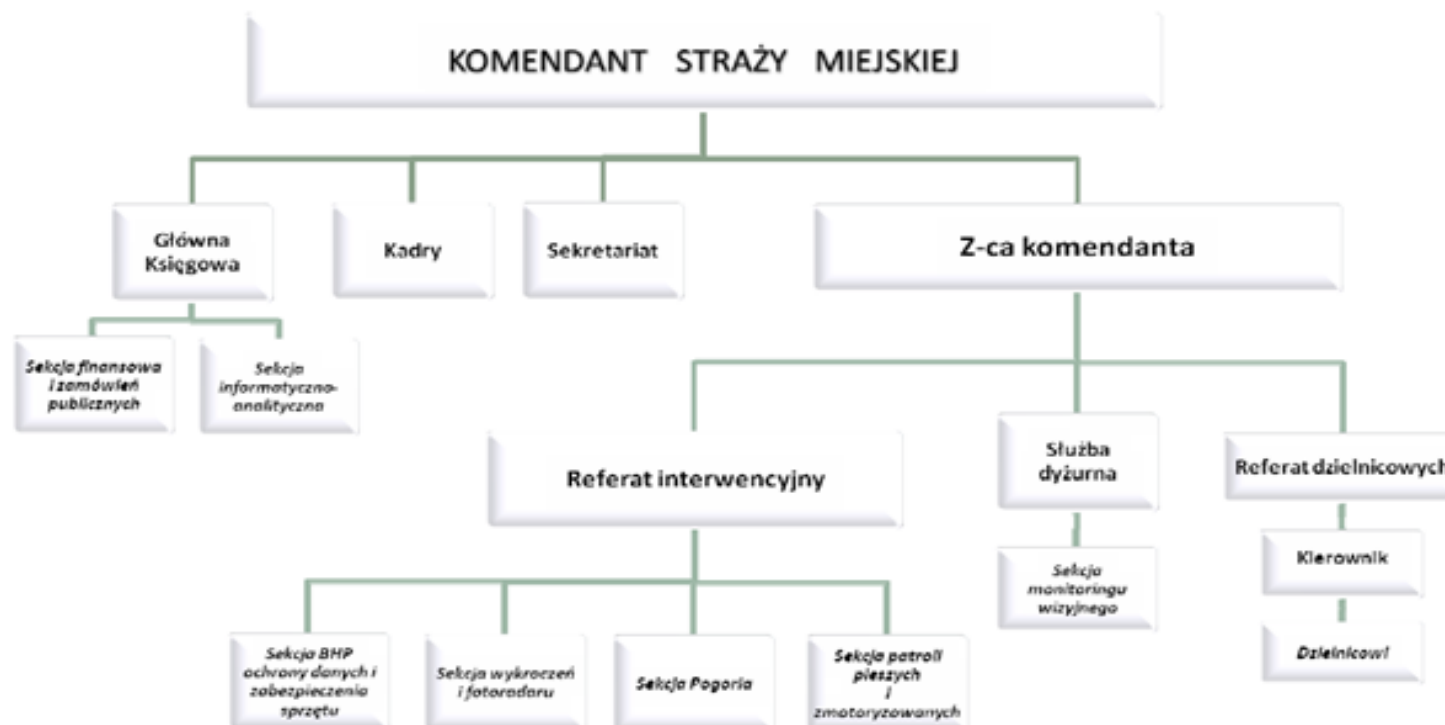 KOMENDANT STRAŻY MIEJSKIEJ
Główna
Księgowa
Kadry
Sekretariat
Z-ca komendanta
Sekcja finansowa
i zamówień
publicznych
Sekcja
informatyczno-
analityczna
Referat interwencyjny
Służba
dyżurna
Referat dzielnicowych
Sekcja
monitoringu
wizyjnego
Kierownik
Dzielnicowi
Sekcja BHP
ochrony danych i
zabezpieczenia
sprzętu
Sekcja wykroczeń
i fotoradaru
Sekcja Pogoria
Sekcja patroli
pieszych
i
zmotoryzowanych